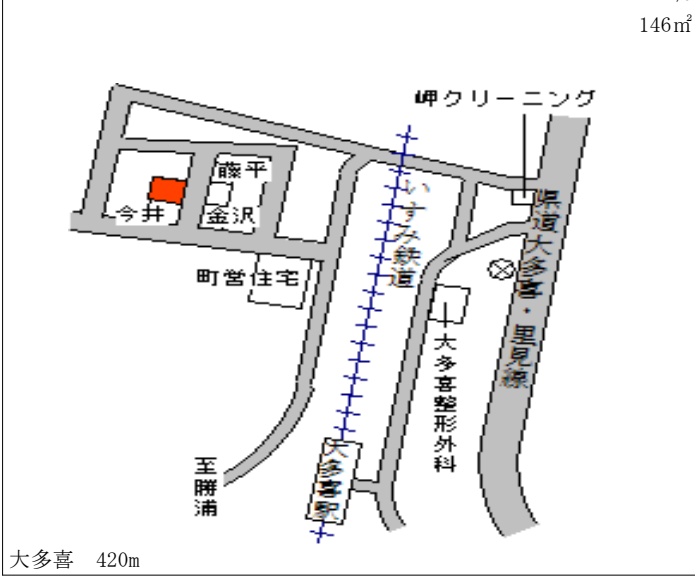 146㎡
岬クリーニング
藤平
今井
金沢
いすみ鉄道
県道大多喜・里見線
町営住宅
大多喜整形外科
至勝浦
大多喜駅
大多喜　420m